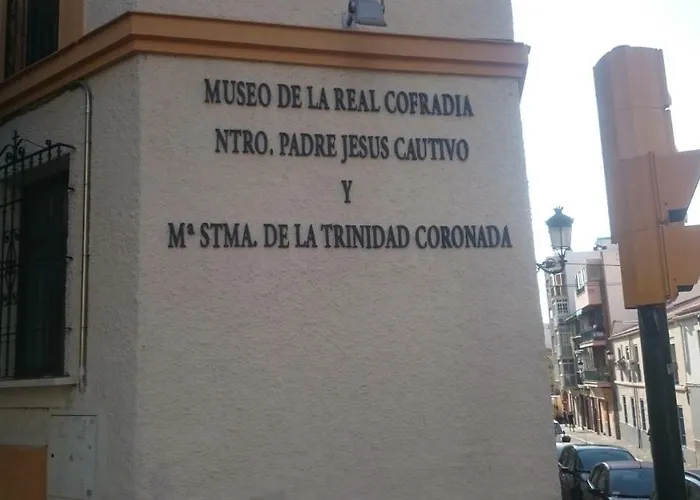 MUSEO DE LA REAL COFRADIA
NTRO. PADRE JESUS CAUTIVO
Y
Mª STMA. DE LA TRINIDAD CORONADA